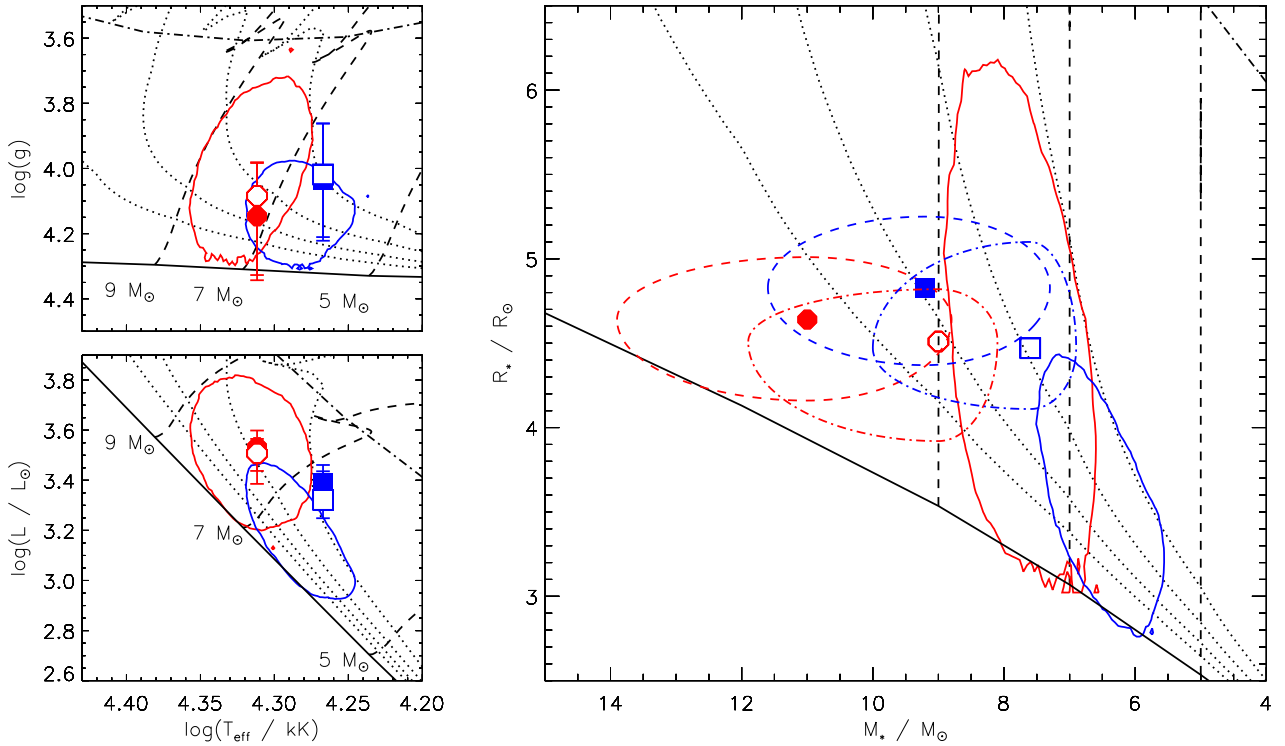 3.6
3.8
4.0
4.2
4.4
log(g)
9 M⊙
7 M⊙
5 M⊙
3.8
3.6
3.4
3.2
3.0
2.8
2.6
log(L / L⊙)
9 M⊙
7 M⊙
5 M⊙
4.40
4.35
4.30
4.25
4.20
log(Teff / kK)
6
5
4
3
R* / R⊙
14
12
10
8
6
4
M* / M⊙